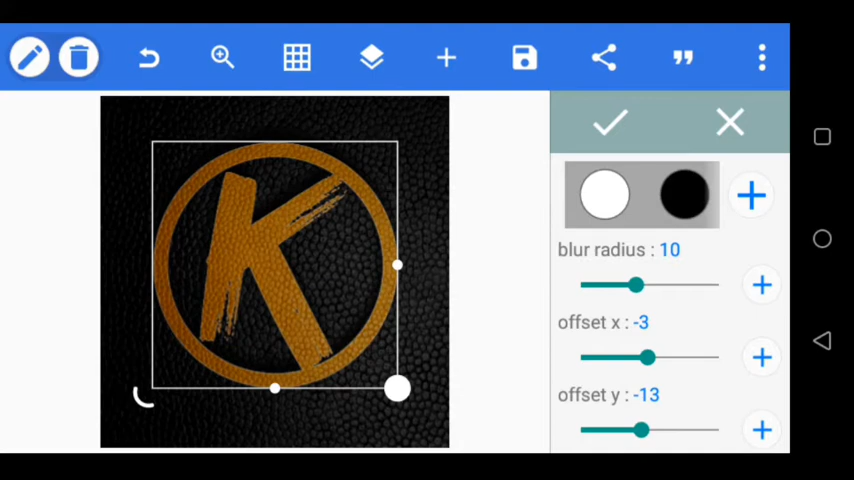 K
blur radius : 10
offset x : -3
offset y : -13